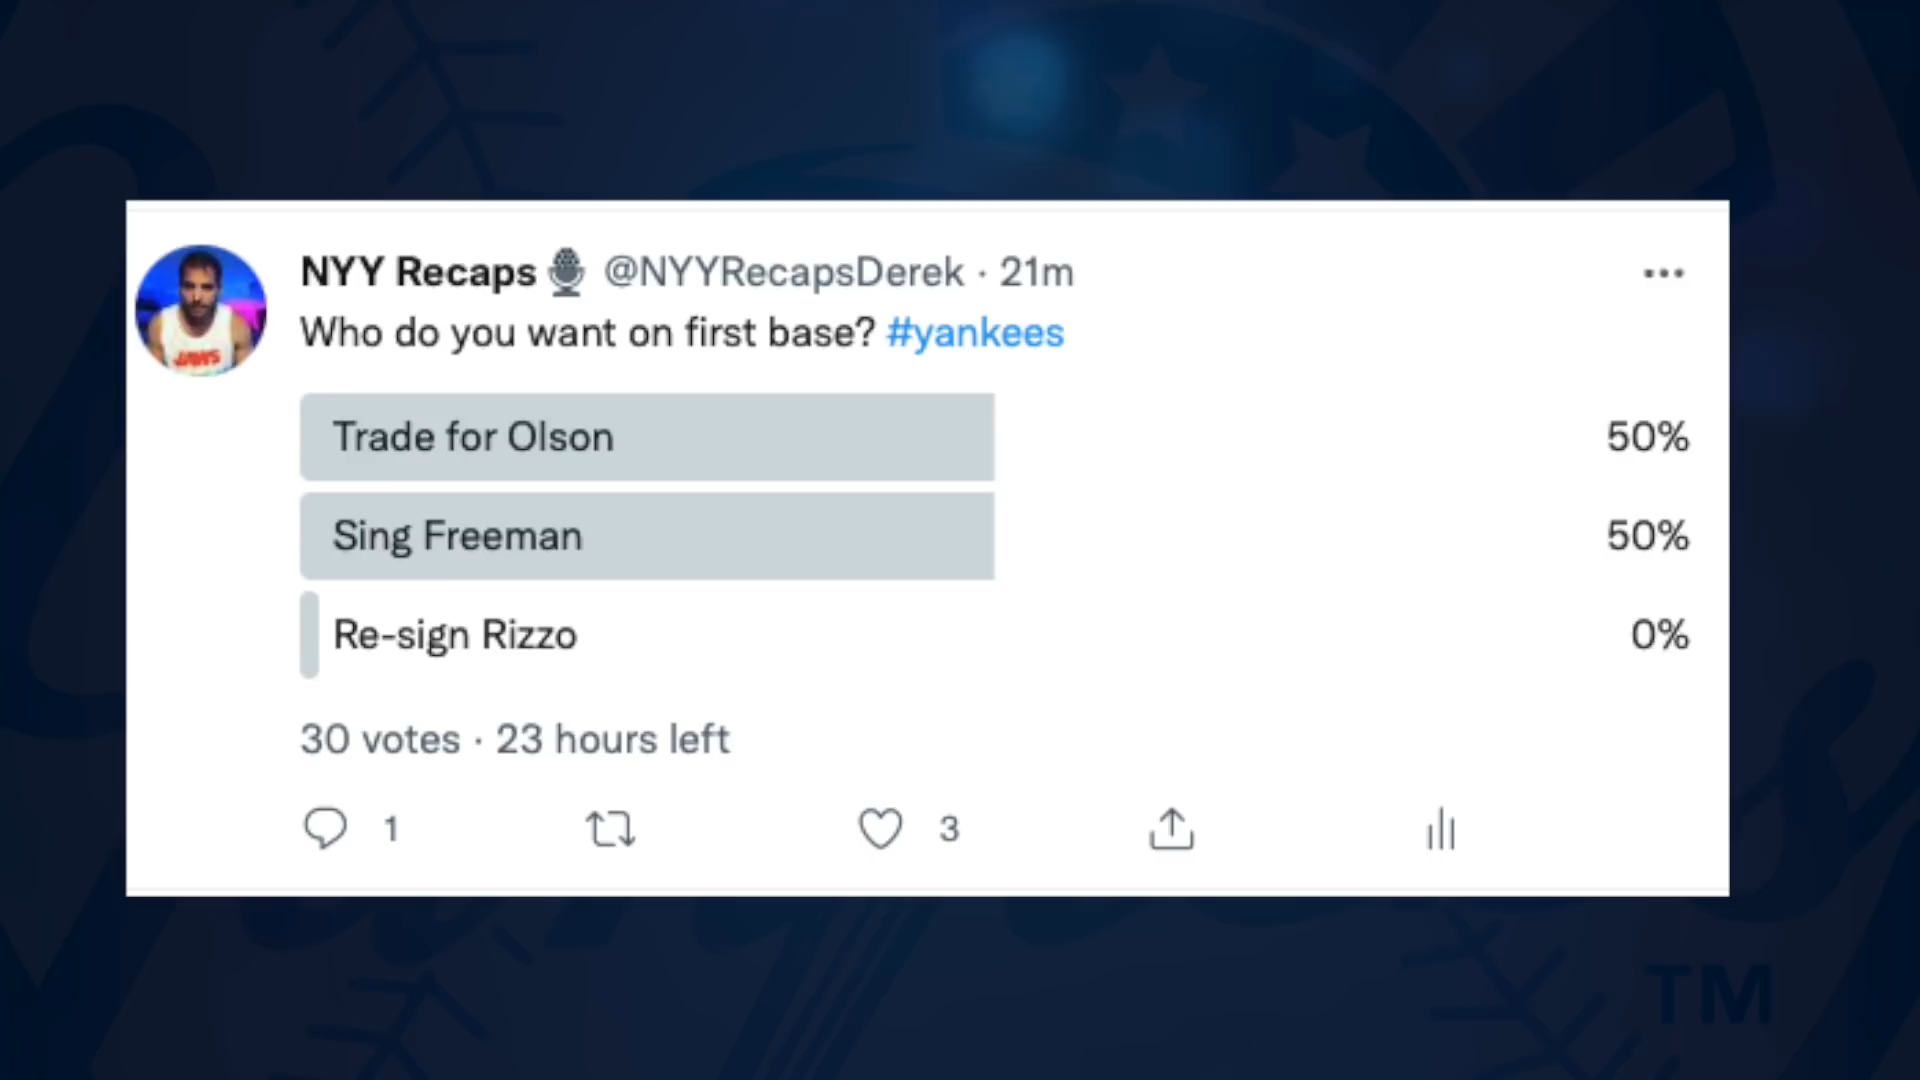 NYY Recaps🎙 @NYYRecapsDerek · 21m
Who do you want on first base? #yankees
JAWS
Trade for Olson 50%
Sing Freeman 50%
Re-sign Rizzo 0%
30 votes · 23 hours left
1 3
TM